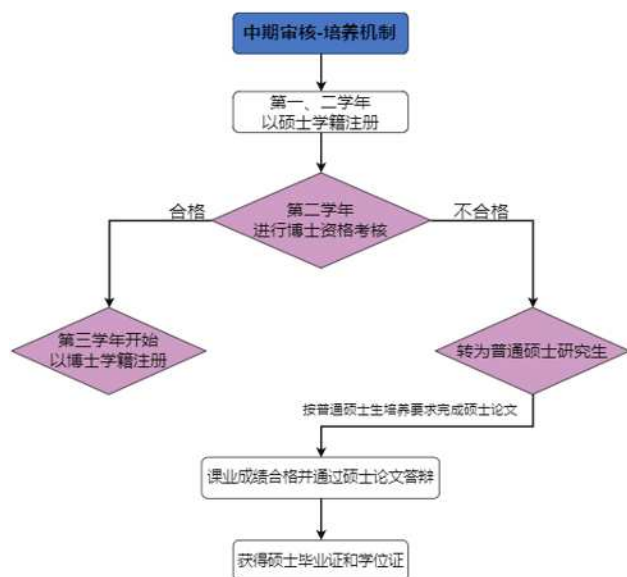 中期审核-培养机制
第一、二学年
以硕士学籍注册
合格
第二学年
进行博士资格考核
不合格
第三学年开始
以博士学籍注册
转为普通硕士研究生
按普通硕士生培养要求完成硕士论文
课业成绩合格并通过硕士论文答辩
获得硕士毕业证和学位证